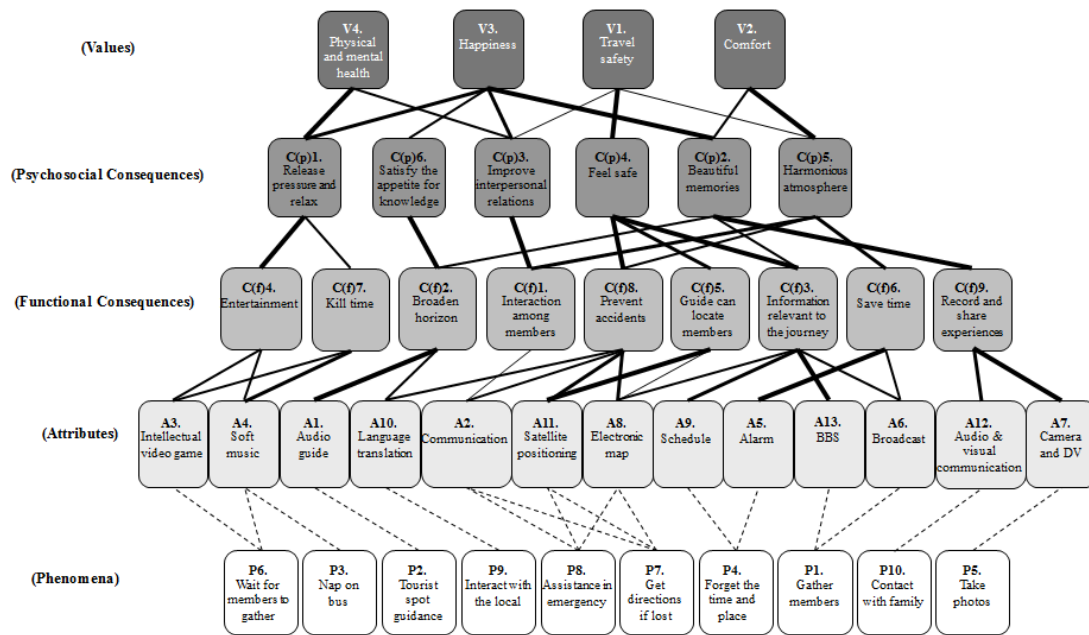 (Values)
V4.
Physical
and mental
health
V3.
Happiness
V1.
Travel
safety
V2.
Comfort
(Psychosocial Consequences)
C(p)1.
Release
pressure and
relax
C(p)6.
Satisfy the
appetite for
knowledge
C(p)3.
Improve
interpersonal
relations
C(p)4.
Feel safe
C(p)2.
Beautiful
memories
C(p)5.
Harmonious
atmosphere
(Functional Consequences)
C(f)4.
Entertainment
C(f)7.
Kill time
C(f)2.
Broaden
horizon
C(f)1.
Interaction
among
members
C(f)8.
Prevent
accidents
C(f)5.
Guide can
locate
members
C(f)3.
Information
relevant to
the journey
C(f)6.
Save time
C(f)9.
Record and
share
experiences
(Attributes)
A3.
Intellectual
video game
A4.
Soft
music
A1.
Audio
guide
A10.
Language
translation
A2.
Communication
A11.
Satellite
positioning
A8.
Electronic
map
A9.
Schedule
A5.
Alarm
A13.
BBS
A6.
Broadcast
A12.
Audio &
visual
communication
A7.
Camera
and DV
(Phenomena)
P6.
Wait for
members to
gather
P3.
Nap on
bus
P2.
Tourist
spot
guidance
P9.
Interact with
the local
P8.
Assistance in
emergency
P7.
Get
directions
if lost
P4.
Forget the
time and
place
P1.
Gather
members
P10.
Contact
with family
P5.
Take
photos